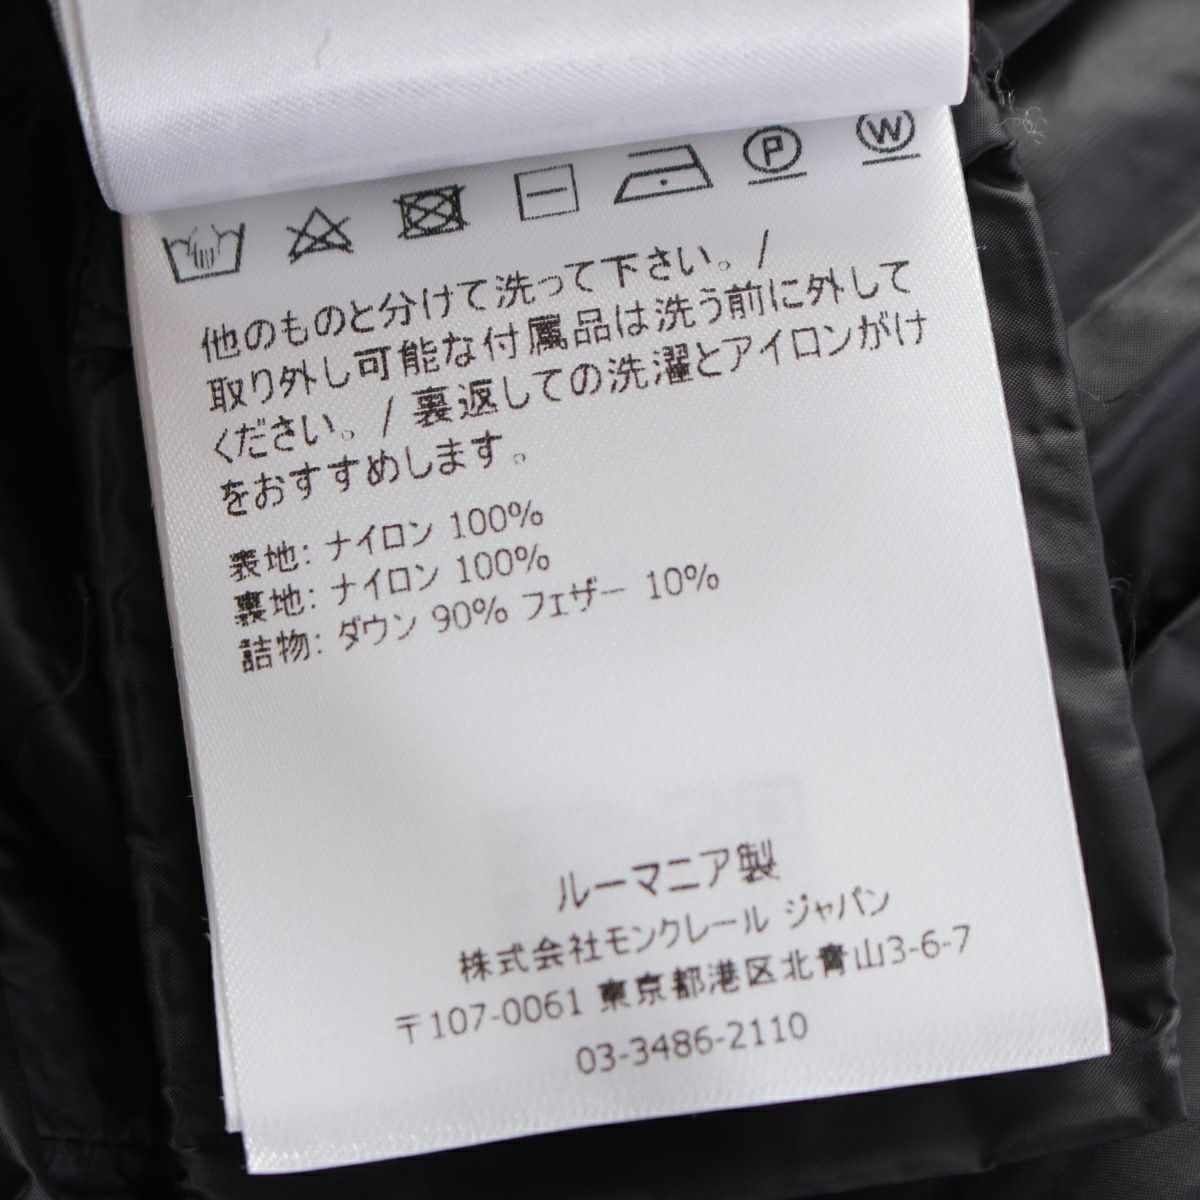 P W
他のものと分けて洗って下さい。/
取り外し可能な付属品は洗う前に外して
ください。/裏返しての洗濯とアイロンがけ
をおすすめします。
表地: ナイロン 100%
裏地: ナイロン 100%
詰物: ダウン 90% フェザー 10%
ルーマニア製
株式会社モンクレール ジャパン
〒107-0061 東京都港区北青山3-6-7
03-3486-2110